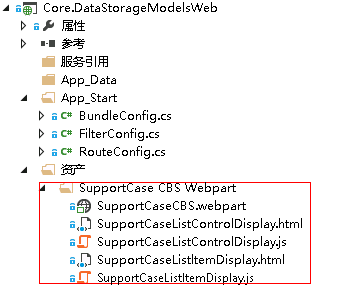 Core.DataStorageModelsWeb
属性
参考
服务引用
App_Data
App_Start
C# BundleConfig.cs
C# FilterConfig.cs
C# RouteConfig.cs
资产
SupportCase CBS Webpart
SupportCaseCBS.webpart
SupportCaseListControlDisplay.html
SupportCaseListControlDisplay.js
SupportCaseListItemDisplay.html
SupportCaseListItemDisplay.js